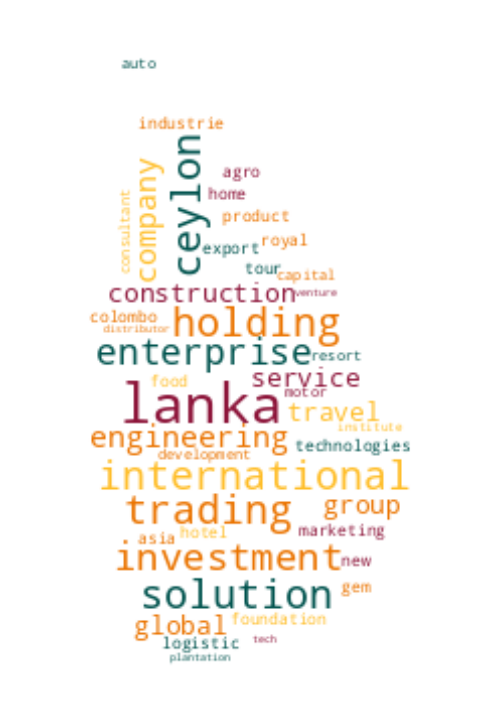 auto
industrie
ceylon
company
consultant
agro
home
product
export
royal
tour
capital
construction
venture
colombo
holding
distributor
enterprise
resort
service
food
motor
lanka
travel
institute
engineering
technologies
development
international
trading
group
marketing
hotel
asia
investment
new
solution
gem
global
foundation
logistic
tech
plantation